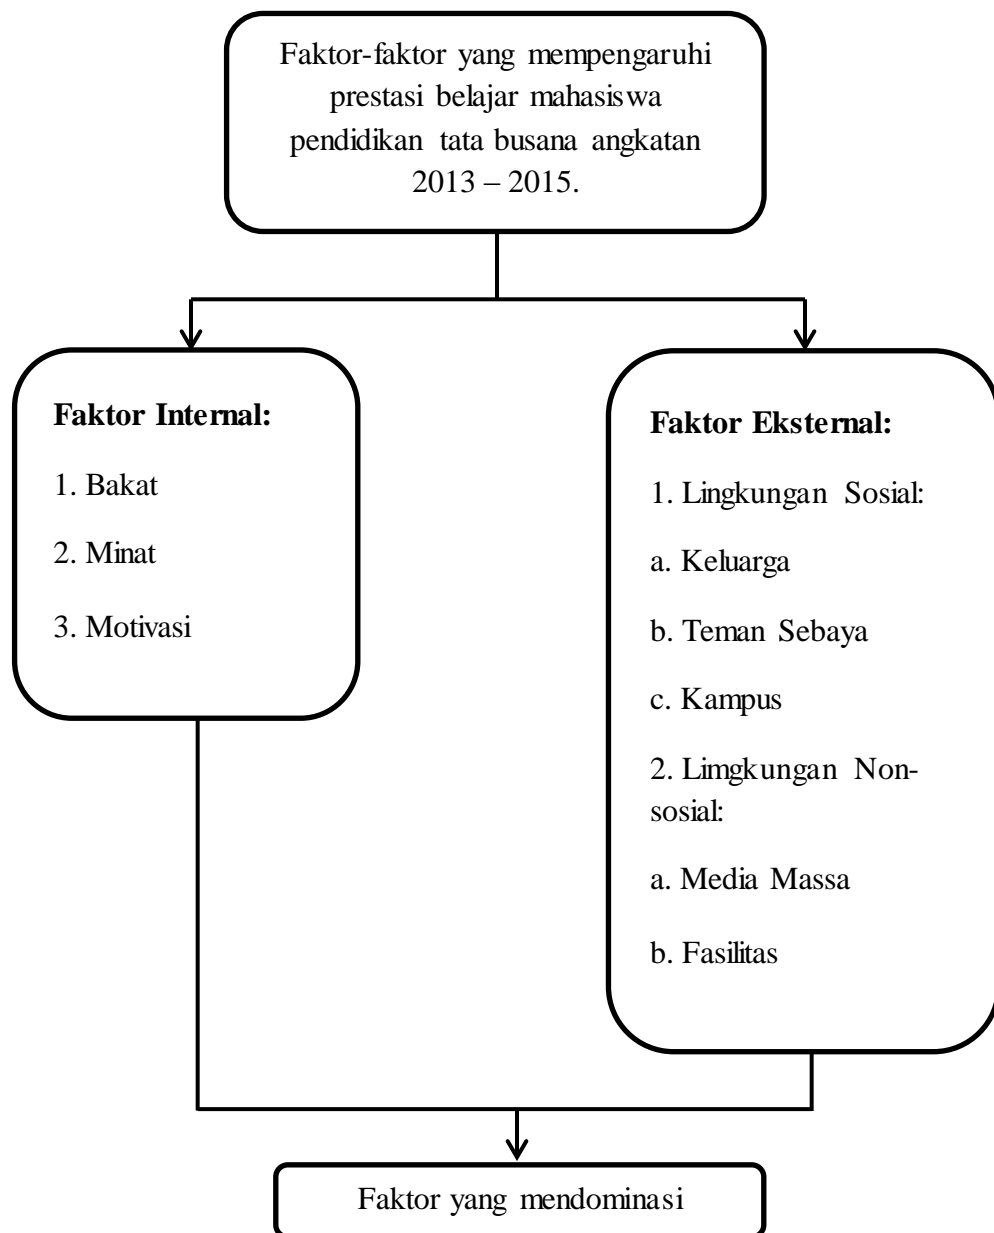 Faktor-faktor yang mempengaruhi
prestasi belajar mahasiswa
pendidikan tata busana angkatan
2013 – 2015.
Faktor Internal:
1. Bakat
2. Minat
3. Motivasi
Faktor Eksternal:
1. Lingkungan Sosial:
a. Keluarga
b. Teman Sebaya
c. Kampus
2. Limgkungan Non-
sosial:
a. Media Massa
b. Fasilitas
Faktor yang mendominasi